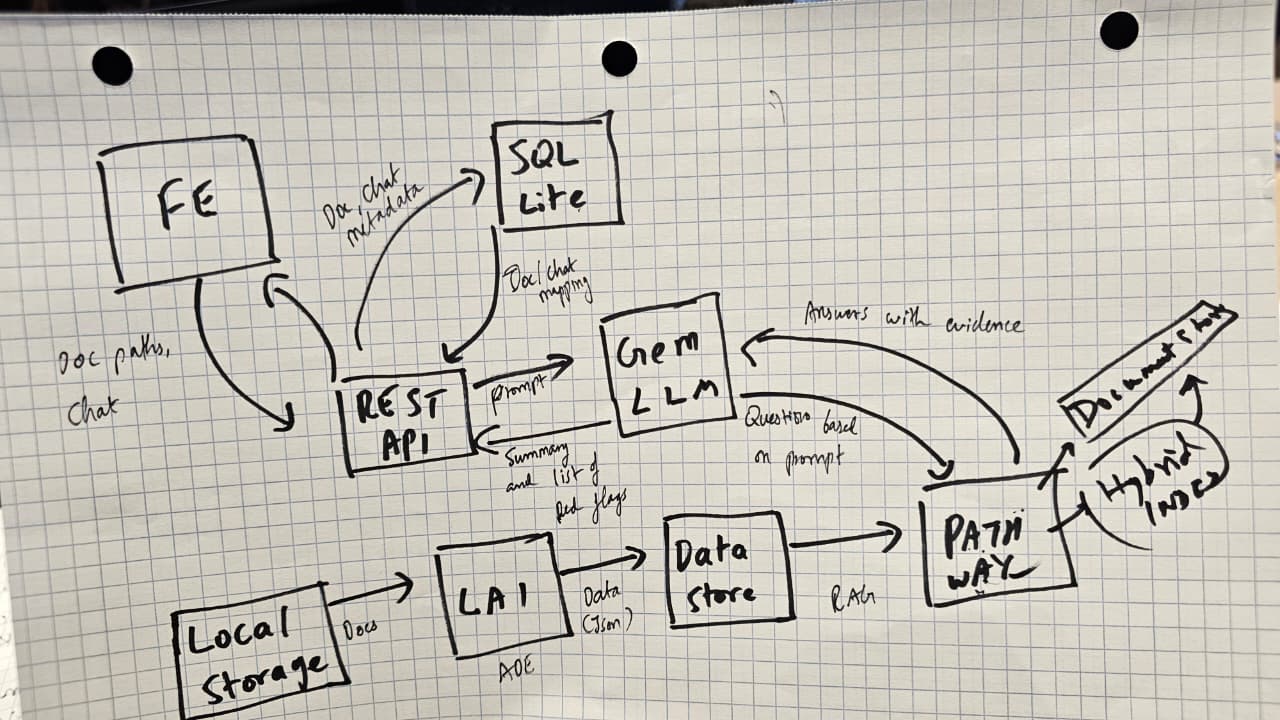 FE
SQL
Lite
Doc, chat
metadata
Doc/chat
mapping
Doc paths,
Chat
REST
API
Prompt
Summary
and list of
Red flags
Gem
LLM
Answers with evidence
Question based
on prompt
Document Store
Hybrid
INDEX
PATH
WAY
Local
Storage
Docs
LAI
ADE
Data
(Json)
Data
store
RAG